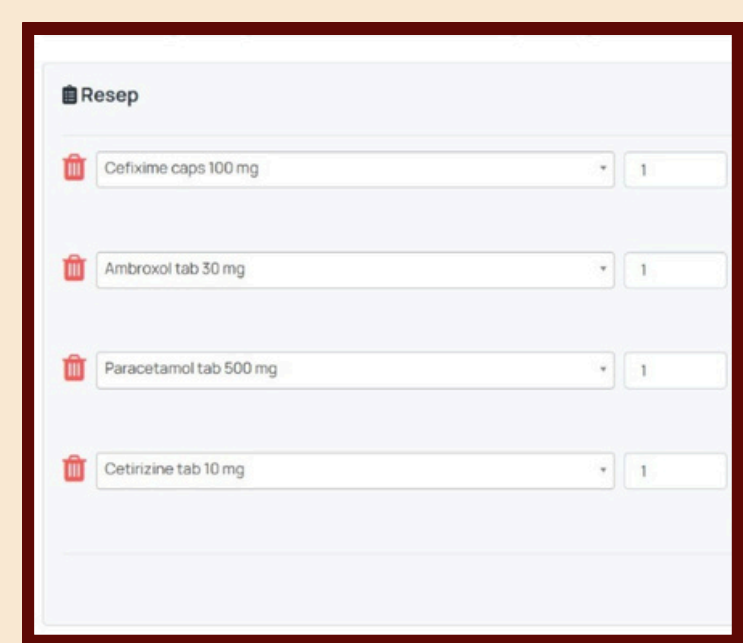 Resep
Cefixime caps 100 mg 1
Ambroxol tab 30 mg 1
Paracetamol tab 500 mg 1
Cetirizine tab 10 mg 1